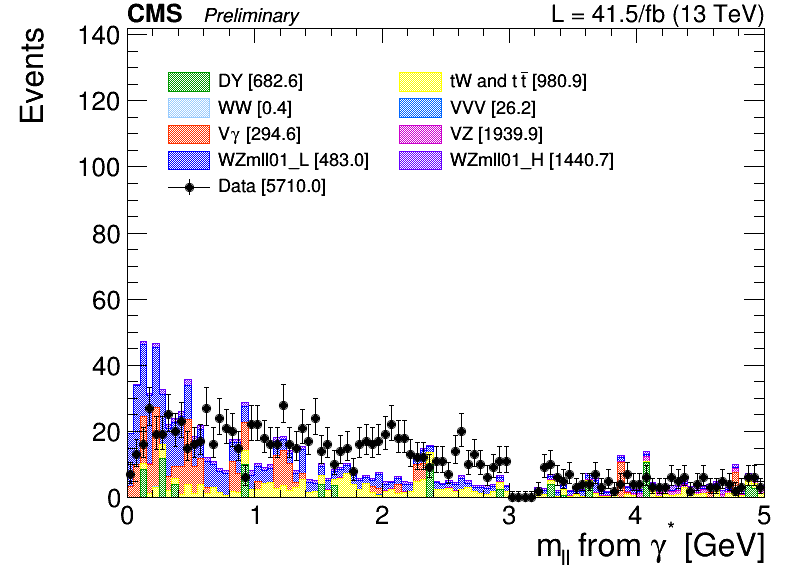 CMS Preliminary L = 41.5/fb (13 TeV)
Events
140
120
100
80
60
40
20
0
DY [682.6] tW and tt̅ [980.9]
WW [0.4] VVV [26.2]
Vγ [294.6] VZ [1939.9]
WZmll01_L [483.0] WZmll01_H [1440.7]
Data [5710.0]
0 1 2 3 4 5
m_ll from γ* [GeV]